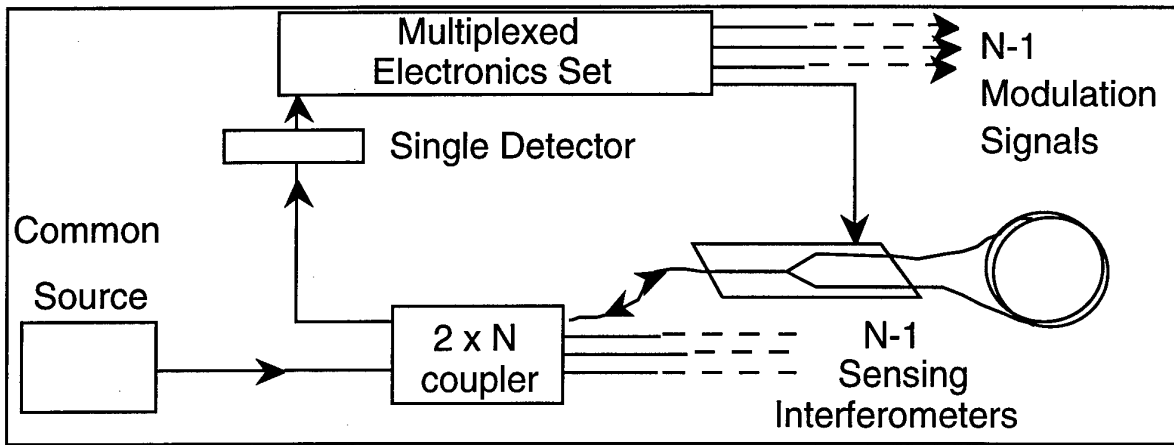 Multiplexed
Electronics Set
N-1
Modulation
Signals
Single Detector
Common
Source
2 x N
coupler
N-1
Sensing
Interferometers